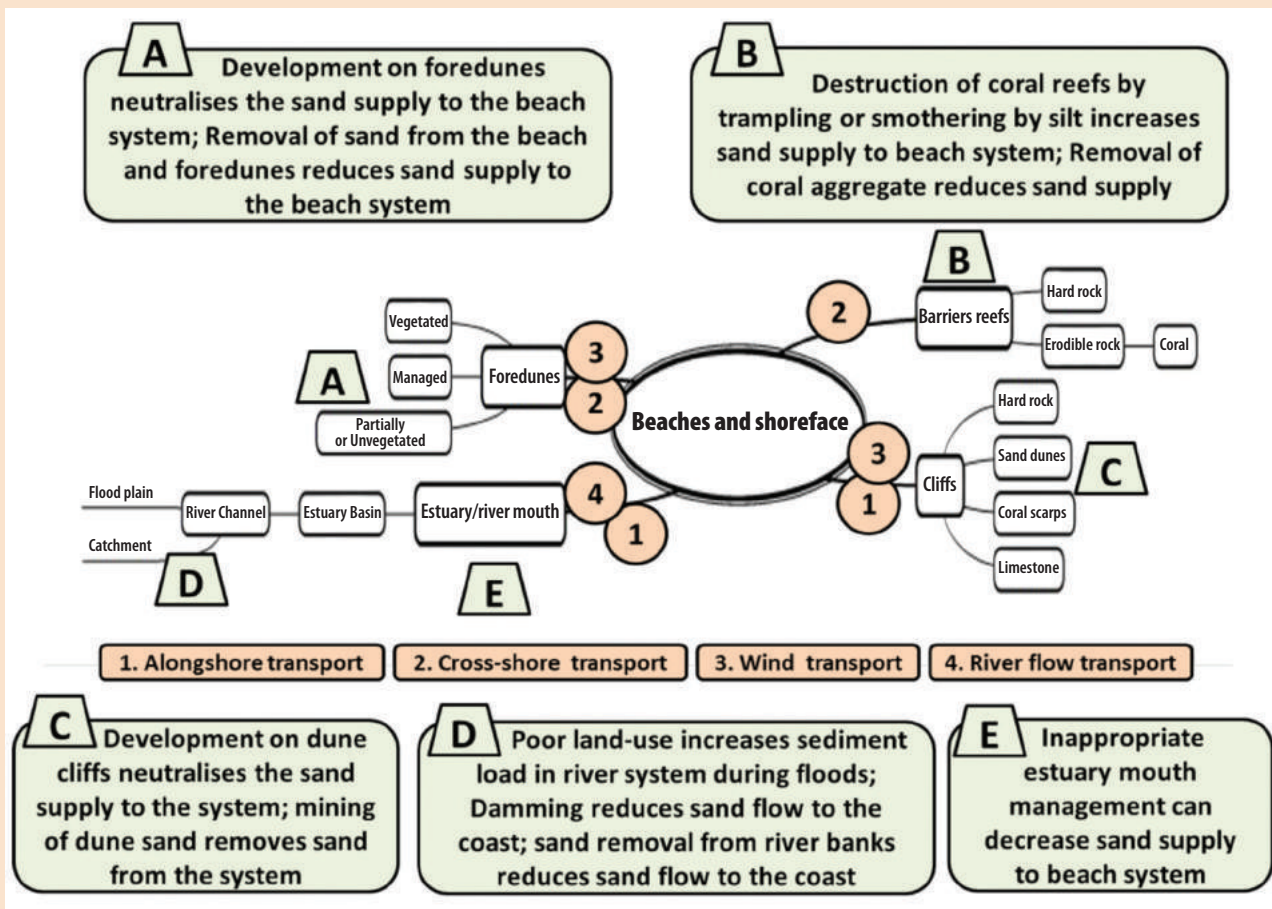 A
Development on foredunes
neutralises the sand supply to the beach
system; Removal of sand from the beach
and foredunes reduces sand supply to
the beach system
B
Destruction of coral reefs by
trampling or smothering by silt increases
sand supply to beach system; Removal of
coral aggregate reduces sand supply
B
2
Barriers reefs
Hard rock
Erodible rock
Coral
A
Vegetated
Managed
Partially
or Unvegetated
Foredunes
3
2
Beaches and shoreface
3
1
Cliffs
Hard rock
Sand dunes
Coral scarps
Limestone
C
Flood plain
Catchment
River Channel
Estuary Basin
Estuary/river mouth
4
1
D
E
1. Alongshore transport
2. Cross-shore transport
3. Wind transport
4. River flow transport
C
Development on dune
cliffs neutralises the sand
supply to the system; mining
of dune sand removes sand
from the system
D
Poor land-use increases sediment
load in river system during floods;
Damming reduces sand flow to the
coast; sand removal from river banks
reduces sand flow to the coast
E
Inappropriate
estuary mouth
management can
decrease sand supply
to beach system